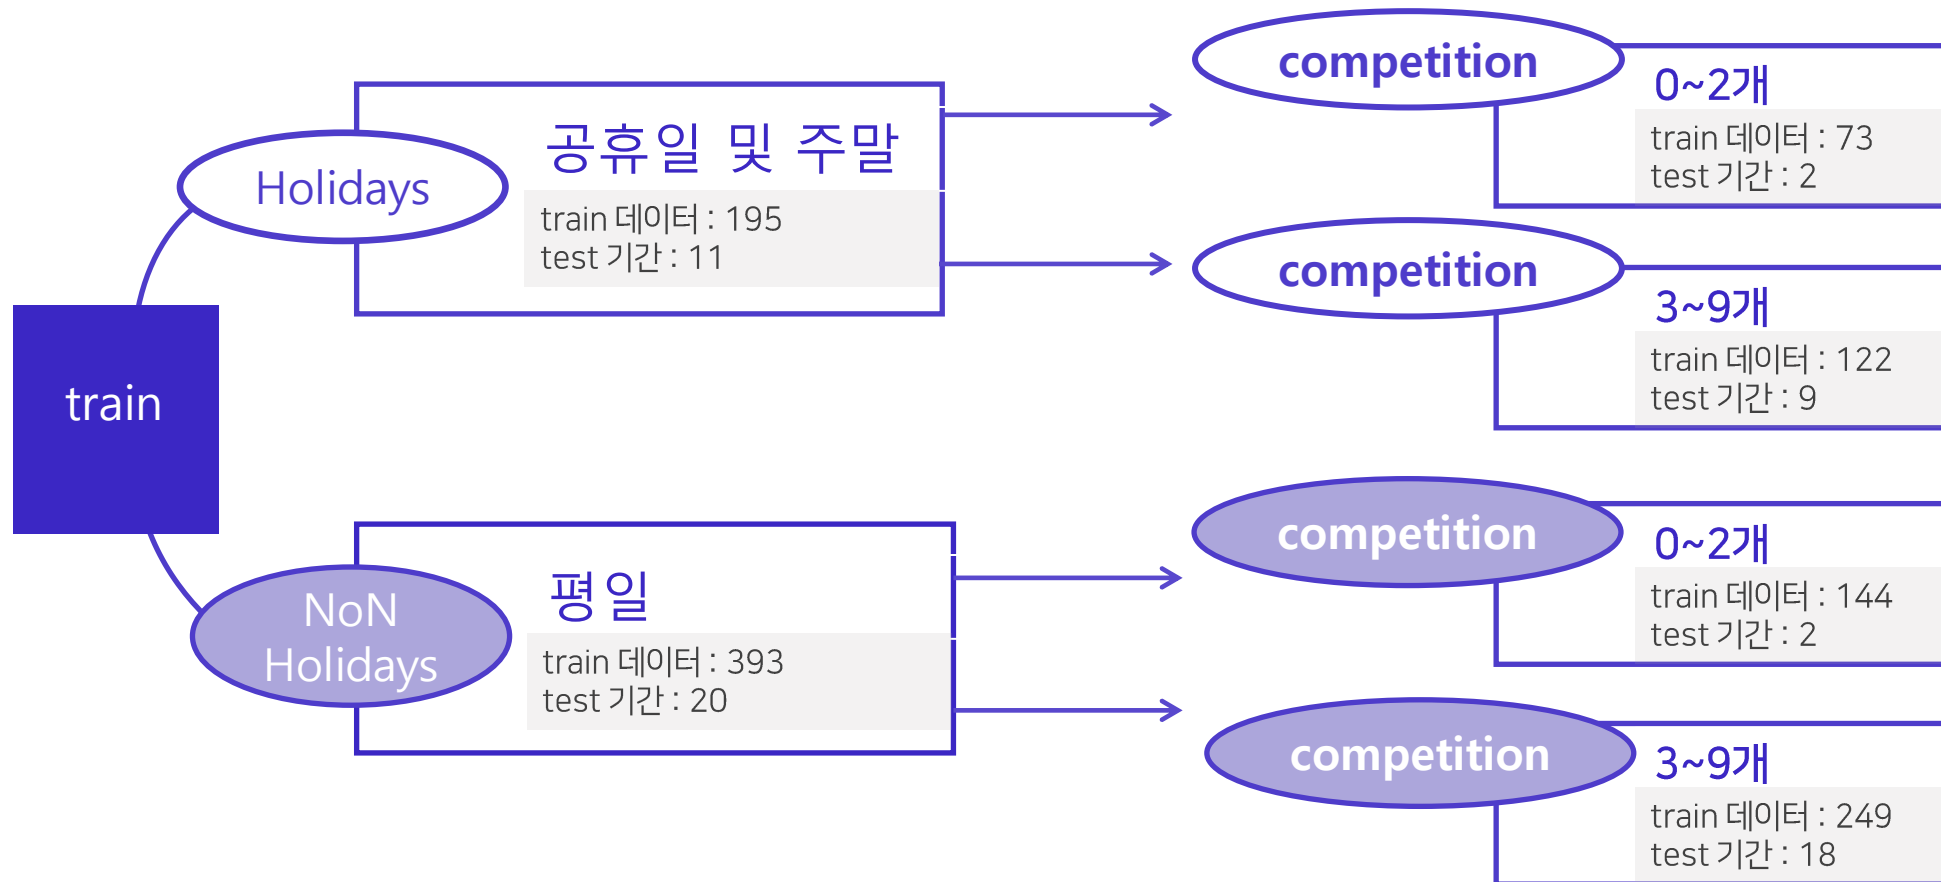 train
Holidays
공휴일 및 주말
train 데이터 : 195
test 기간 : 11
competition
0~2개
train 데이터 : 73
test 기간 : 2
competition
3~9개
train 데이터 : 122
test 기간 : 9
NoN
Holidays
평일
train 데이터 : 393
test 기간 : 20
competition
0~2개
train 데이터 : 144
test 기간 : 2
competition
3~9개
train 데이터 : 249
test 기간 : 18